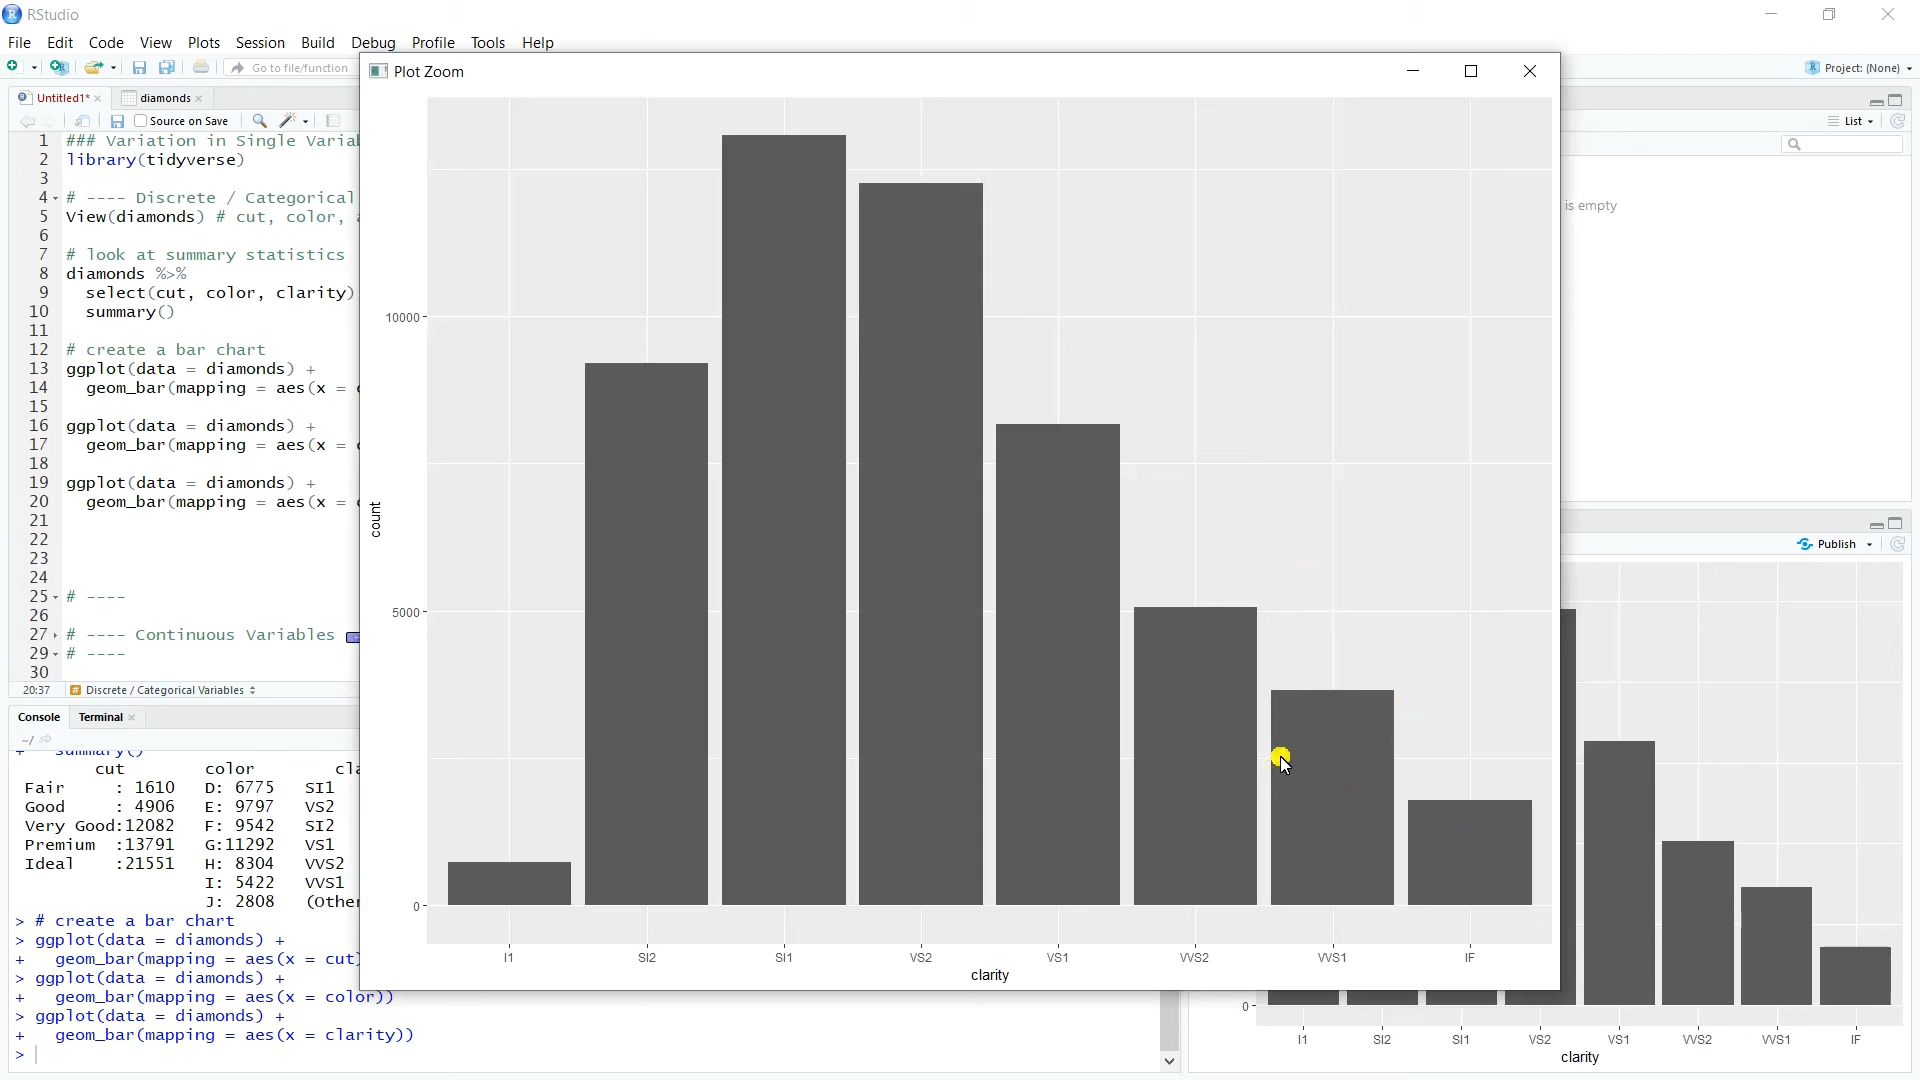 RStudio
File Edit Code View Plots Session Build Debug Profile Tools Help
Go to file/function
Project: (None)
Untitled1*
diamonds
Source on Save
1 ### Variation in Single
2 library(tidyverse)
3
4 # ---- Discrete / Categorical
5 View(diamonds) # cut, color,
6
7 # look at summary statistics
8 diamonds %>%
9 select(cut, color, clarity)
10 summary()
11
12 # create a bar chart
13 ggplot(data = diamonds) +
14 geom_bar(mapping = aes(x =
15
16 ggplot(data = diamonds) +
17 geom_bar(mapping = aes(x =
18
19 ggplot(data = diamonds) +
20 geom_bar(mapping = aes(x =
21
22
23
24
25 # ----
26
27 # ---- Continuous Variables
29 # ----
30
20:37 Discrete / Categorical Variables
Console Terminal
~/
+ summary()
cut color
Fair : 1610 D: 6775 SI1
Good : 4906 E: 9797 VS2
Very Good:12082 F: 9542 SI2
Premium :13791 G:11292 VS1
Ideal :21551 H: 8304 VVS2
I: 5422 VVS1
J: 2808
> # create a bar chart
> ggplot(data = diamonds) +
+ geom_bar(mapping = aes(x = cut)
> ggplot(data = diamonds) +
+ geom_bar(mapping = aes(x = color))
> ggplot(data = diamonds) +
+ geom_bar(mapping = aes(x = clarity))
>
Plot Zoom
10000
5000
0
count
I1 SI2 SI1 VS2 VS1 VVS2 VVS1 IF
clarity
List
is empty
Publish
0
I1 SI2 SI1 VS2 VS1 VVS2 VVS1 IF
clarity